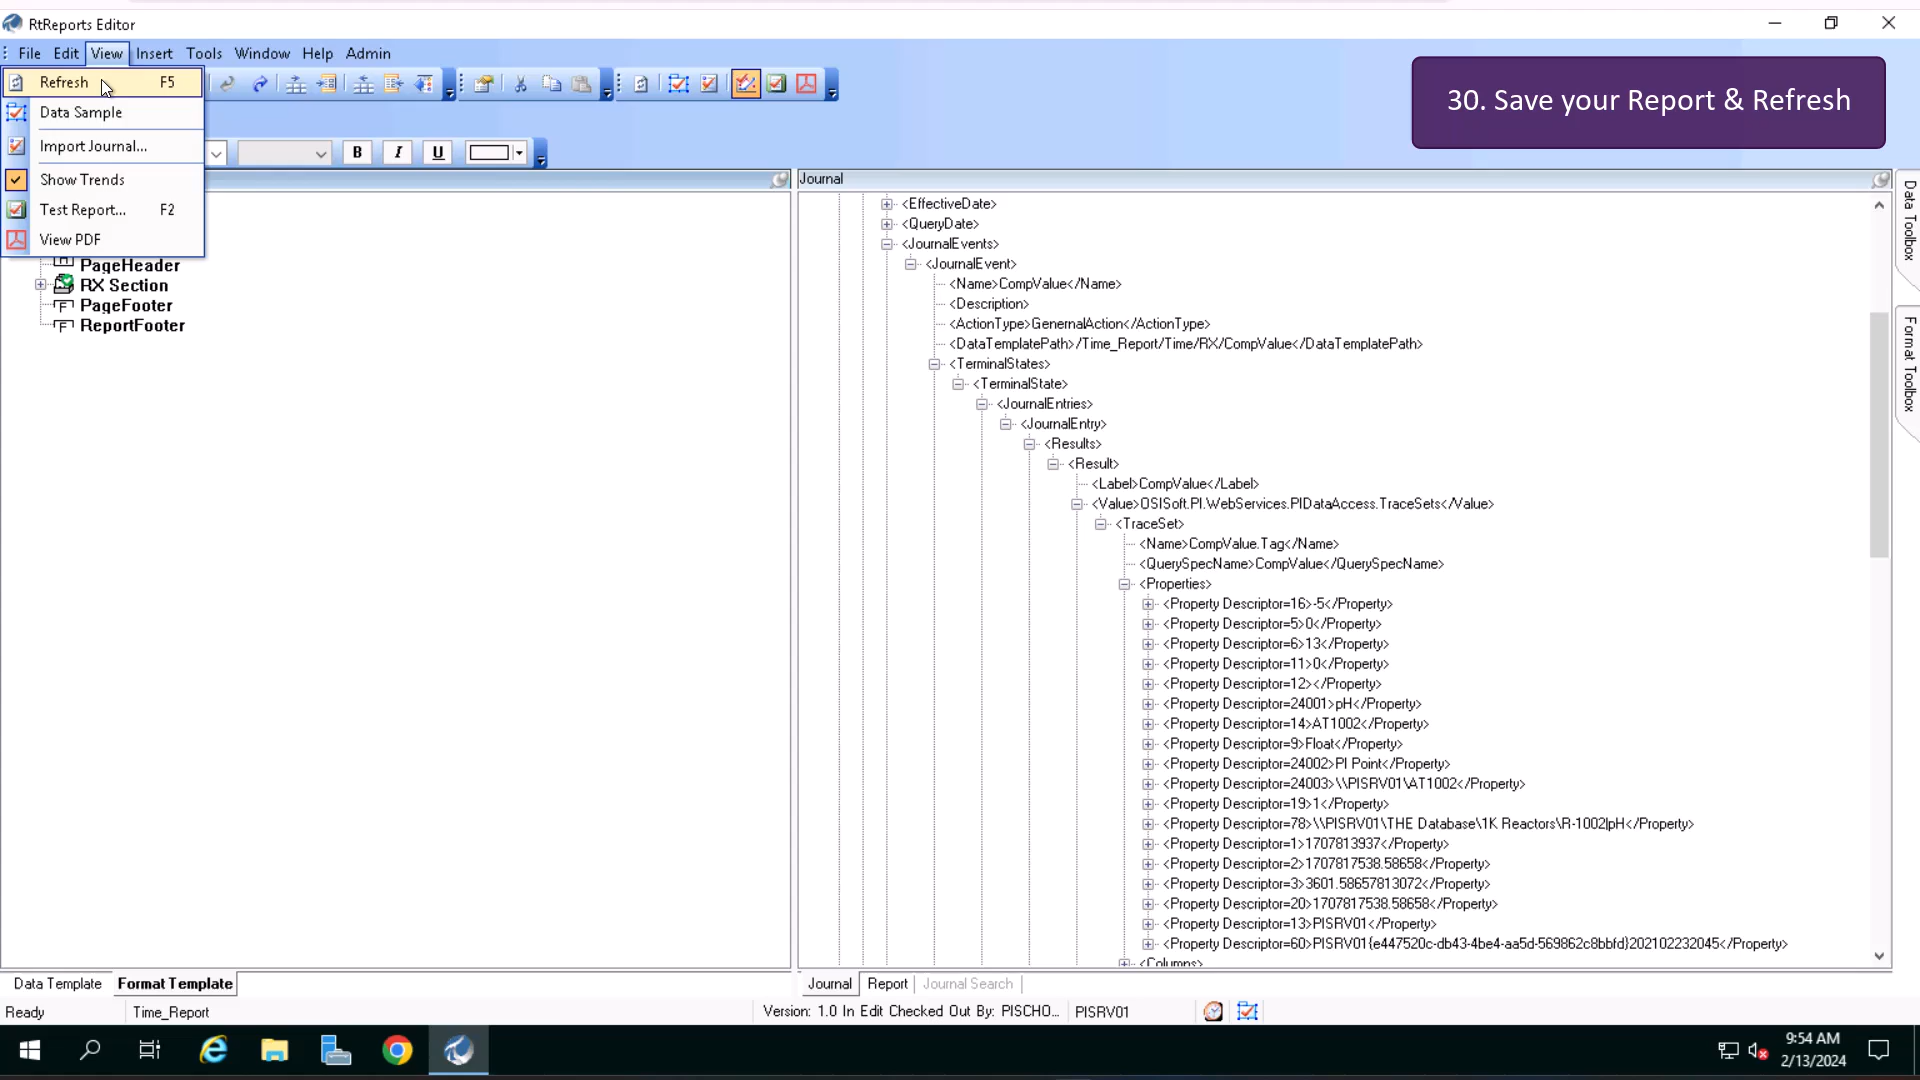 RtReports Editor
File Edit View Insert Tools Window Help Admin
Refresh F5
Data Sample
Import Journal...
Show Trends
Test Report... F2
View PDF
B I U
30. Save your Report & Refresh
PageHeader
RX Section
PageFooter
ReportFooter
Journal
<EffectiveDate>
<QueryDate>
<JournalEvents>
<JournalEvent>
<Name>CompValue</Name>
<Description>
<ActionType>GenernalAction</ActionType>
<DataTemplatePath>/Time_Report/Time/RX/CompValue</DataTemplatePath>
<TerminalStates>
<TerminalState>
<JournalEntries>
<JournalEntry>
<Results>
<Result>
<Label>CompValue</Label>
<Value>OSISoft.PI.WebServices.PIDataAccess.TraceSets</Value>
<TraceSet>
<Name>CompValue.Tag</Name>
<QuerySpecName>CompValue</QuerySpecName>
<Properties>
<Property Descriptor=16>-5</Property>
<Property Descriptor=5>0</Property>
<Property Descriptor=6>13</Property>
<Property Descriptor=11>0</Property>
<Property Descriptor=12></Property>
<Property Descriptor=24001>pH</Property>
<Property Descriptor=14>AT1002</Property>
<Property Descriptor=9>Float</Property>
<Property Descriptor=24002>PI Point</Property>
<Property Descriptor=24003>\\PISRV01\AT1002</Property>
<Property Descriptor=19>1</Property>
<Property Descriptor=78>\\PISRV01\THE Database\1K Reactors\R-1002|pH</Property>
<Property Descriptor=1>1707813937</Property>
<Property Descriptor=2>1707817538.58658</Property>
<Property Descriptor=3>3601.58657813072</Property>
<Property Descriptor=20>1707817538.58658</Property>
<Property Descriptor=13>PISRV01</Property>
<Property Descriptor=60>PISRV01{e447520c-db43-4be4-aa5d-569862c8bbfd}202102232045</Property>
<Columns>
Data Toolbox
Format Toolbox
Data Template Format Template
Journal Report Journal Search
Ready Time_Report Version: 1.0 In Edit Checked Out By: PISCHO... PISRV01
9:54 AM
2/13/2024